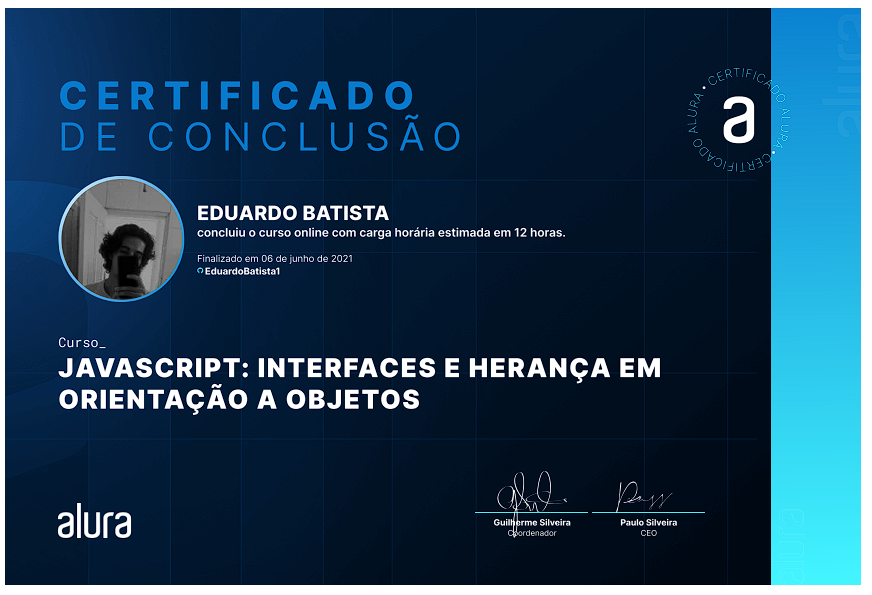 CERTIFICADO
DE CONCLUSÃO
CERTIFICADO ALURA • CERTIFICADO ALURA •
a
EDUARDO BATISTA
concluiu o curso online com carga horária estimada em 12 horas.
Finalizado em 06 de junho de 2021
EduardoBatista1
Curso_
JAVASCRIPT: INTERFACES E HERANÇA EM
ORIENTAÇÃO A OBJETOS
alura
Guilherme Silveira
Coordenador
Paulo Silveira
CEO
alura
alura